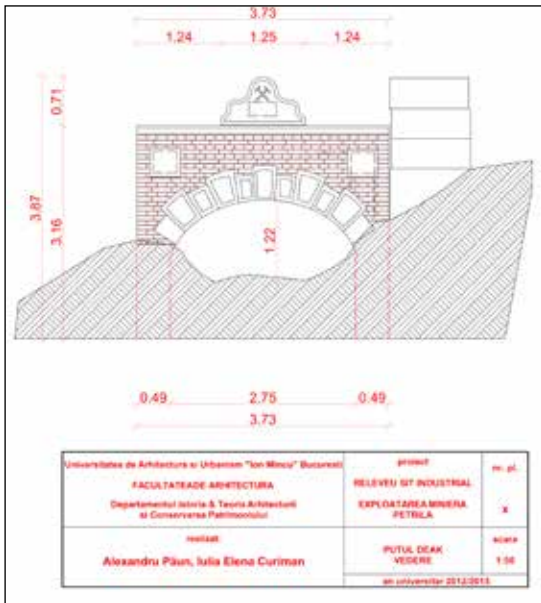 3.73
1.24 1.25 1.24
0.71
3.87
3.16
1.22
0.49 2.75 0.49
3.73
Universitatea de Arhitectura si Urbanism "Ion Mincu" Bucuresti
FACULTATEADE ARHITECTURA
Departamentul Istoria & Teoria Arhitecturii
si Conservarea Patrimoniului
proiect
RELEVEU SIT INDUSTRIAL
EXPLOATAREA MINIERA
PETRILA
nr. pl.
X
realizat
Alexandru Păun, Iulia Elena Curiman
PUTUL DEAK
VEDERE
scara
1:50
an universitar 2012/2013